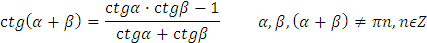 ctg(α + β) = (ctgα · ctgβ − 1) / (ctgα + ctgβ)     α, β, (α + β) ≠ πn, nϵZ